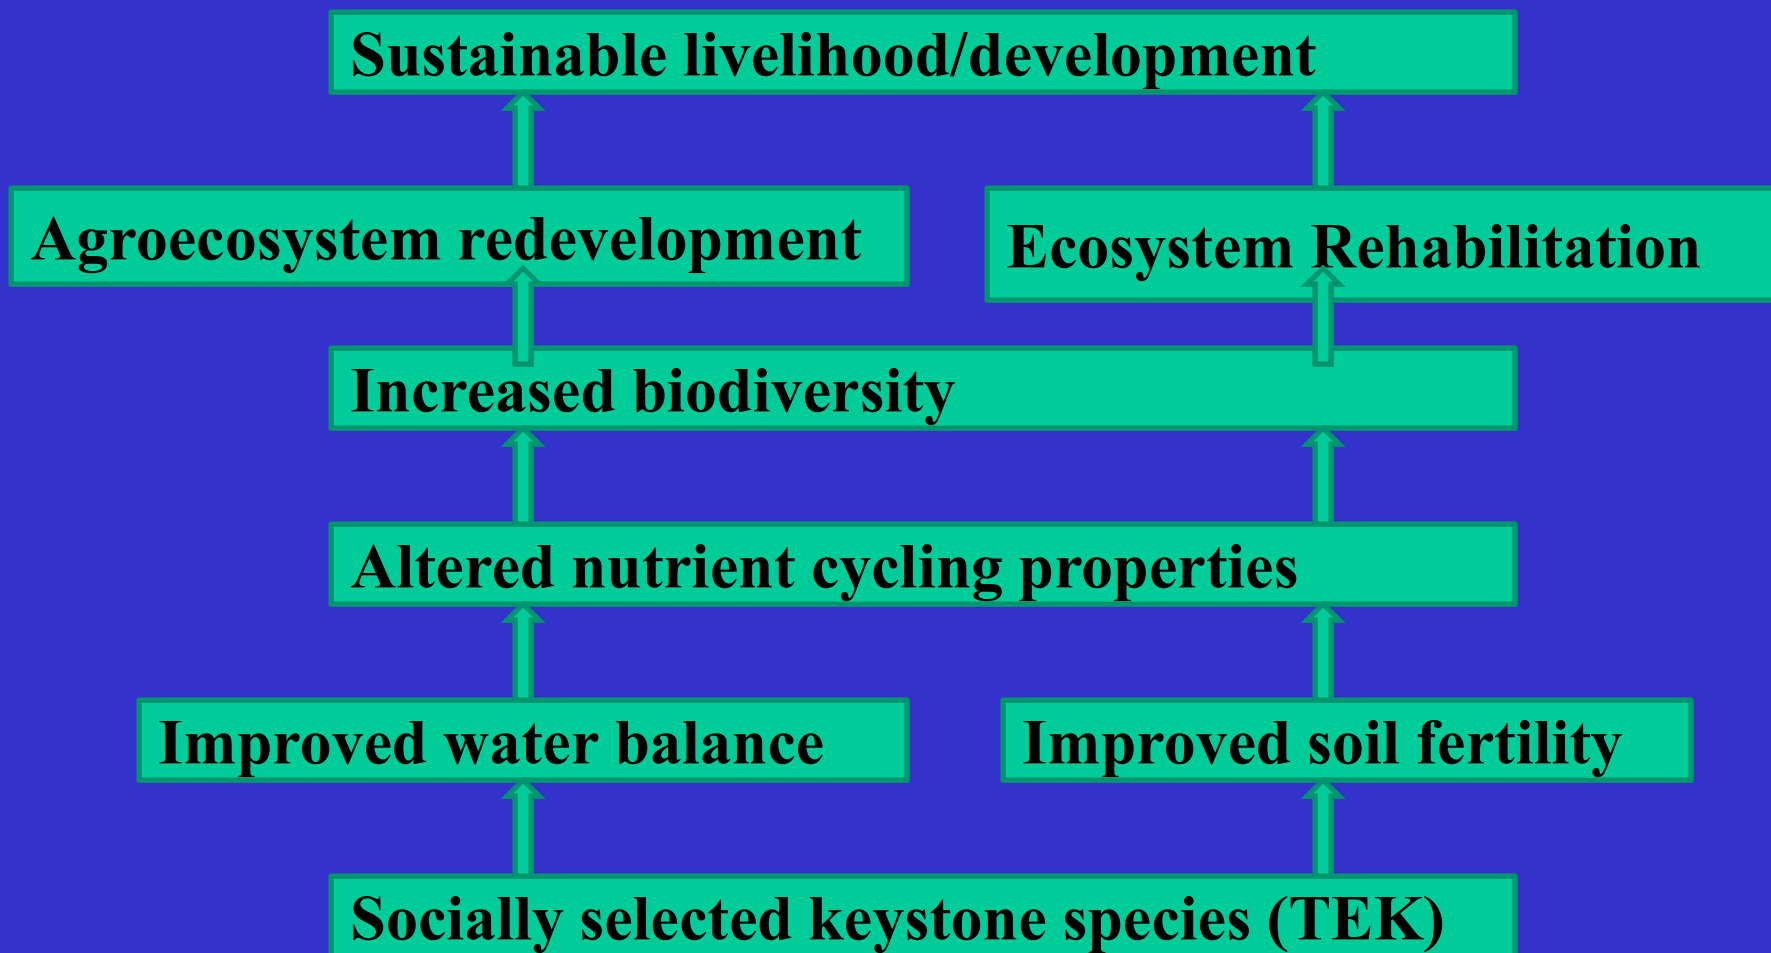 Sustainable livelihood/development
Agroecosystem redevelopment
Ecosystem Rehabilitation
Increased biodiversity
Altered nutrient cycling properties
Improved water balance
Improved soil fertility
Socially selected keystone species (TEK)